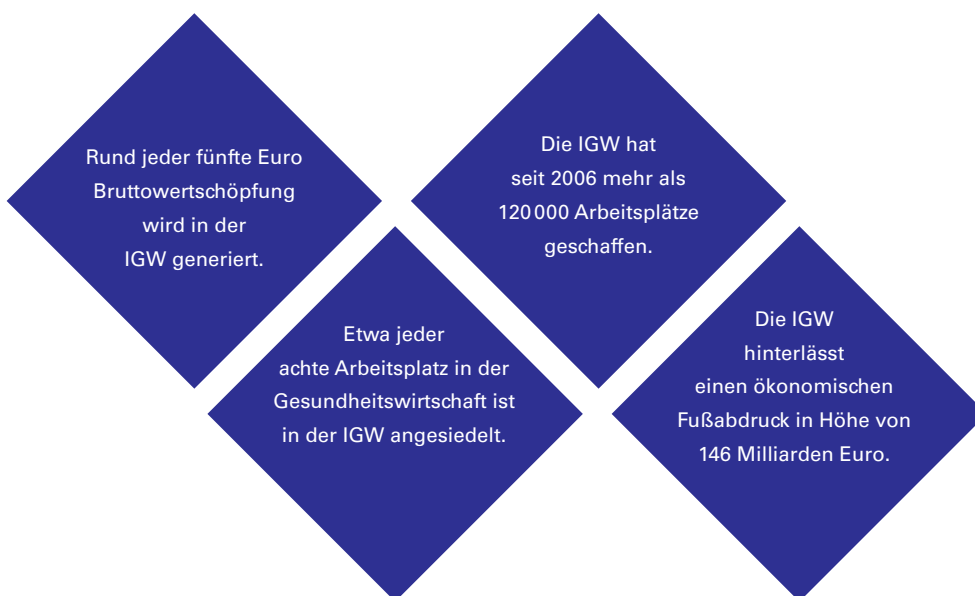 Rund jeder fünfte Euro
Bruttowertschöpfung
wird in der
IGW generiert.
Die IGW hat
seit 2006 mehr als
120 000 Arbeitsplätze
geschaffen.
Etwa jeder
achte Arbeitsplatz in der
Gesundheitswirtschaft ist
in der IGW angesiedelt.
Die IGW
hinterlässt
einen ökonomischen
Fußabdruck in Höhe von
146 Milliarden Euro.